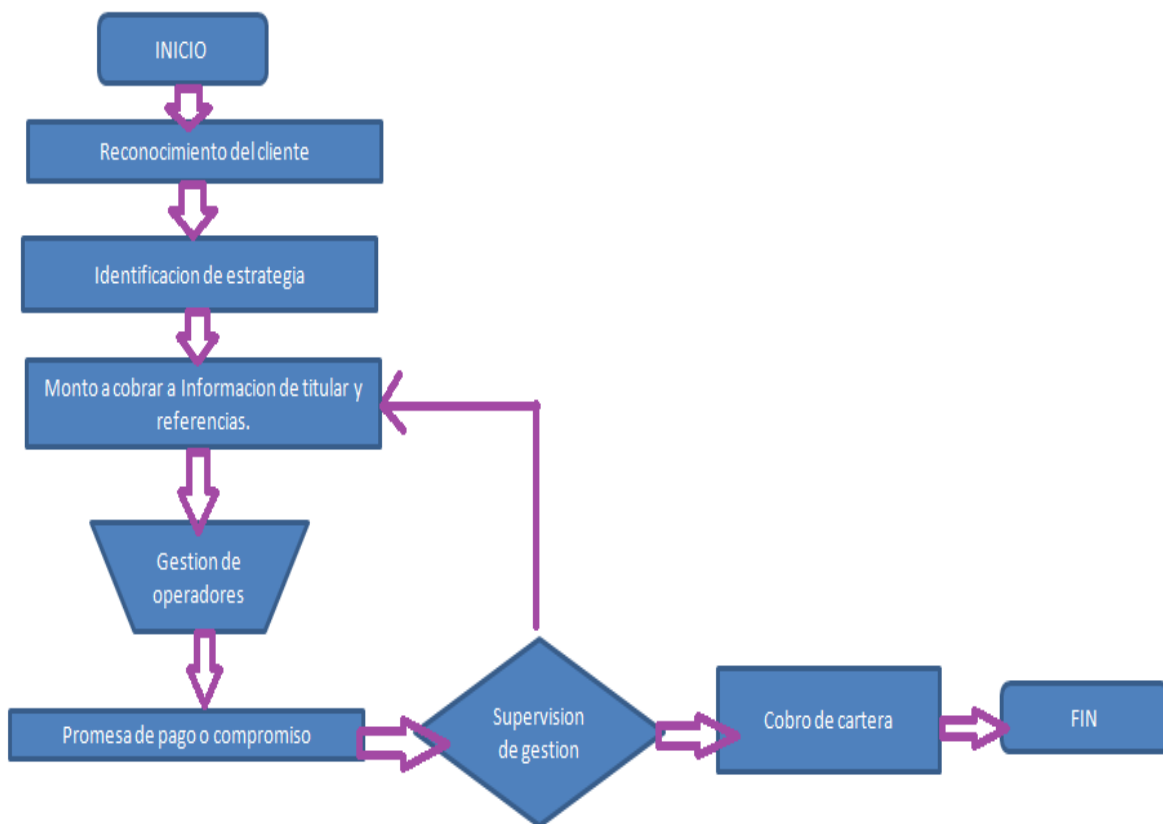 INICIO
Reconocimiento del cliente
Identificacion de estrategia
Monto a cobrar a Informacion de titular y
referencias.
Gestion de
operadores
Promesa de pago o compromiso
Supervision
de gestion
Cobro de cartera
FIN